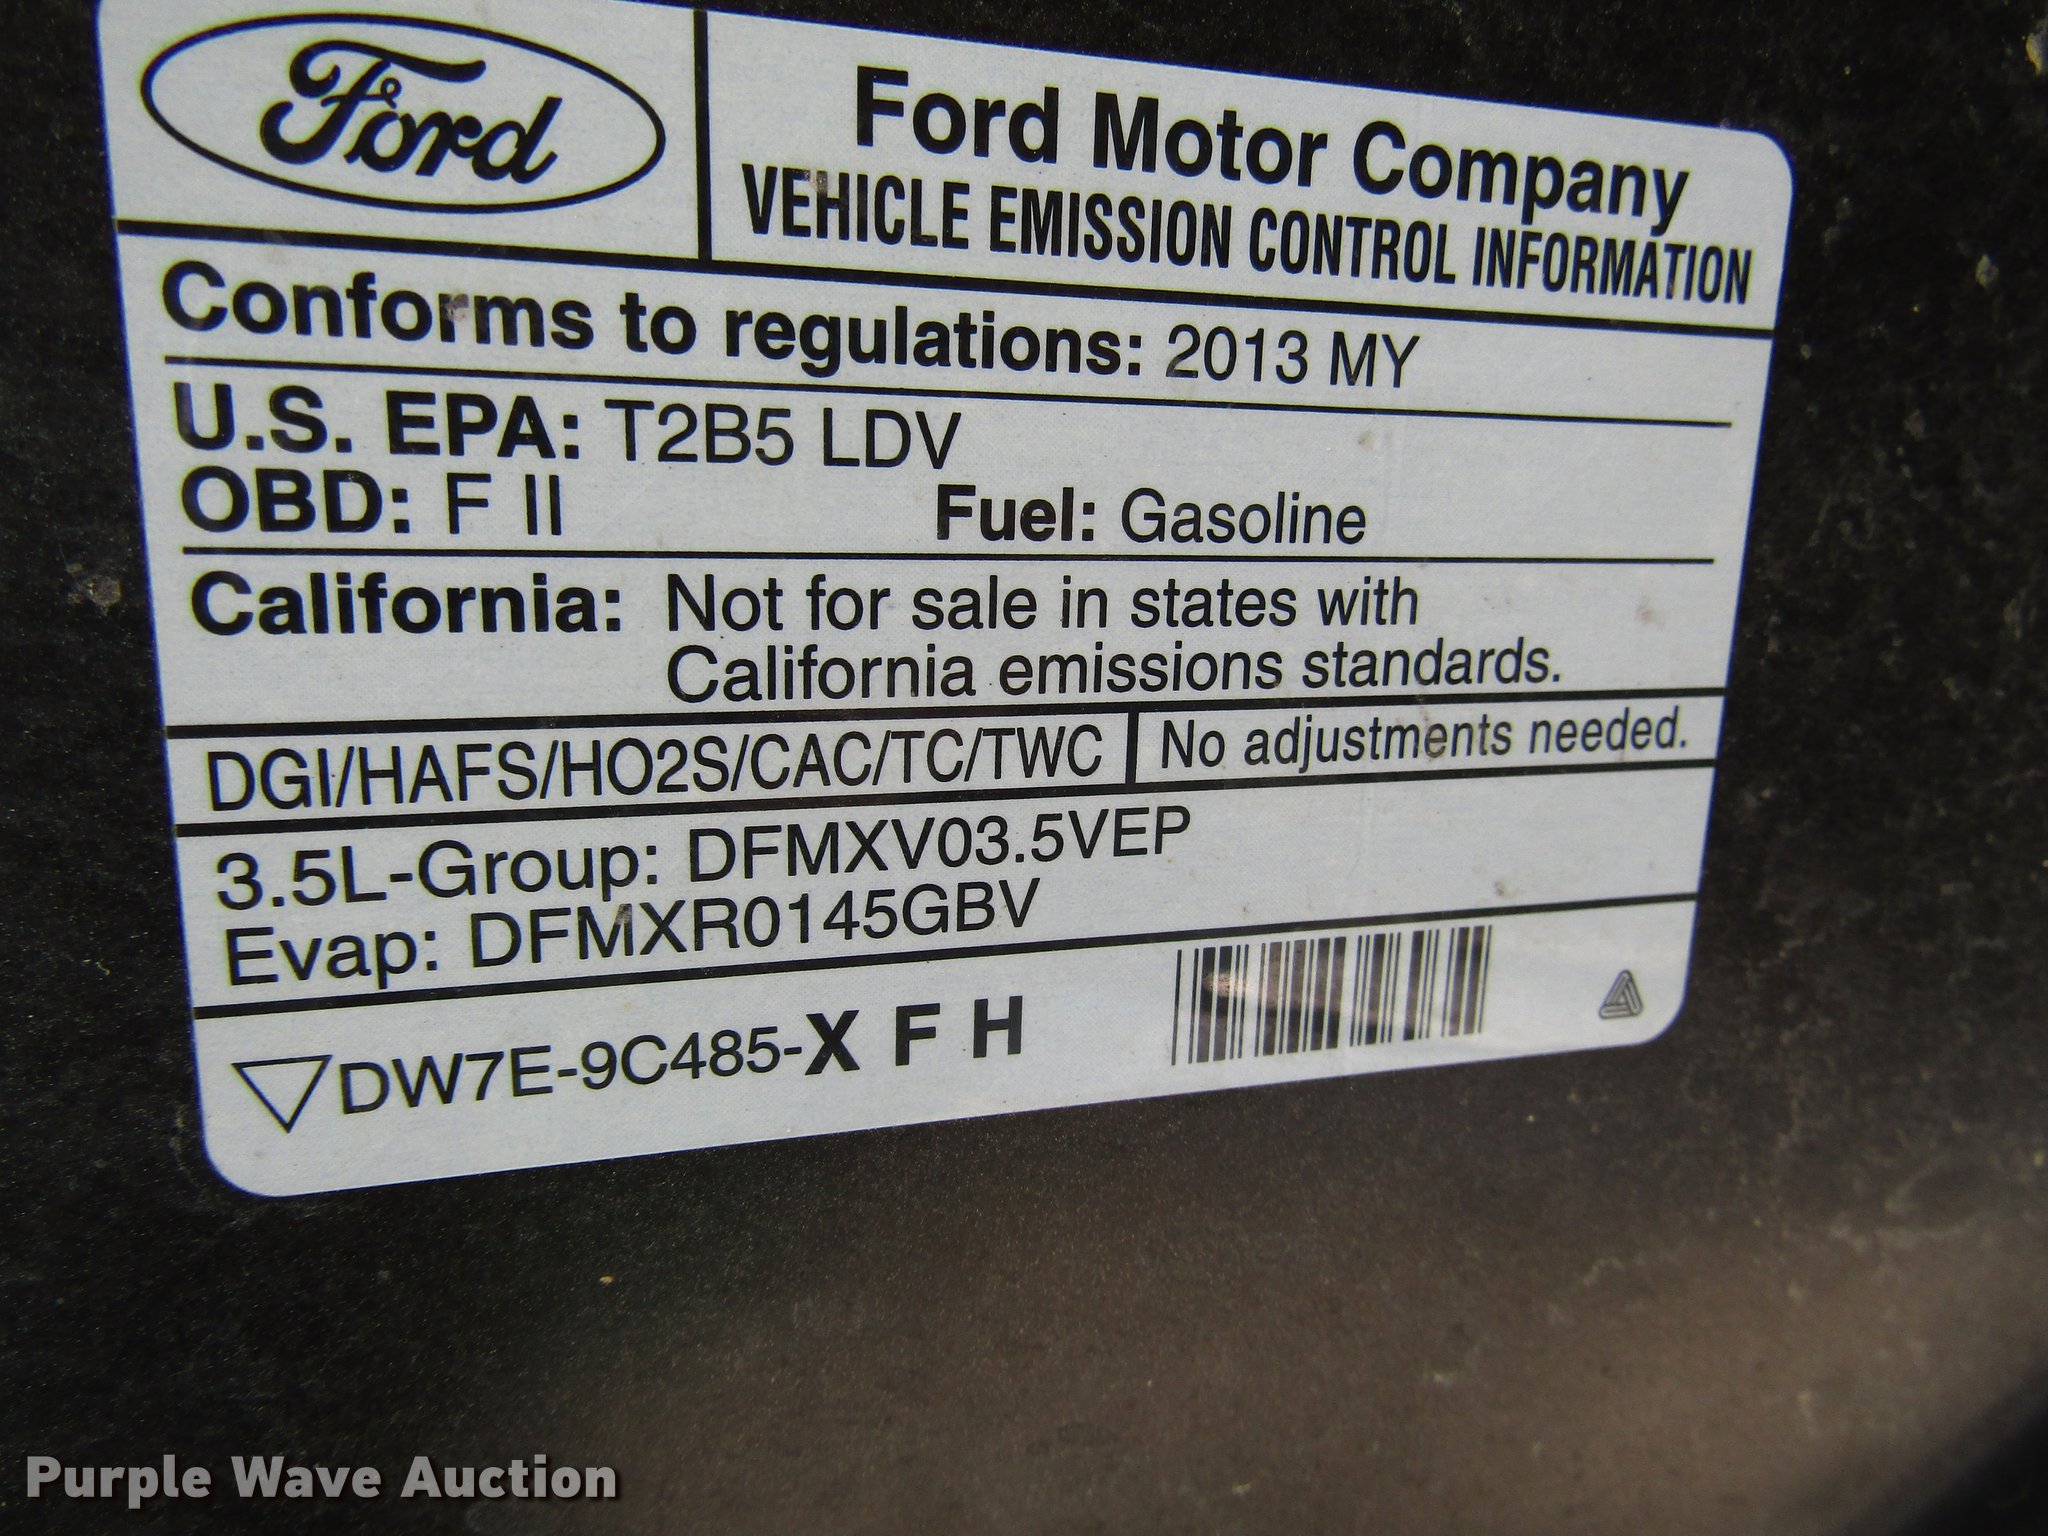 Ford
Ford Motor Company
VEHICLE EMISSION CONTROL INFORMATION
Conforms to regulations: 2013 MY
U.S. EPA: T2B5 LDV
OBD: F II Fuel: Gasoline
California: Not for sale in states with
California emissions standards.
DGI/HAFS/HO2S/CAC/TC/TWC No adjustments needed.
3.5L-Group: DFMXV03.5VEP
Evap: DFMXR0145GBV
DW7E-9C485-X F H
Purple Wave Auction